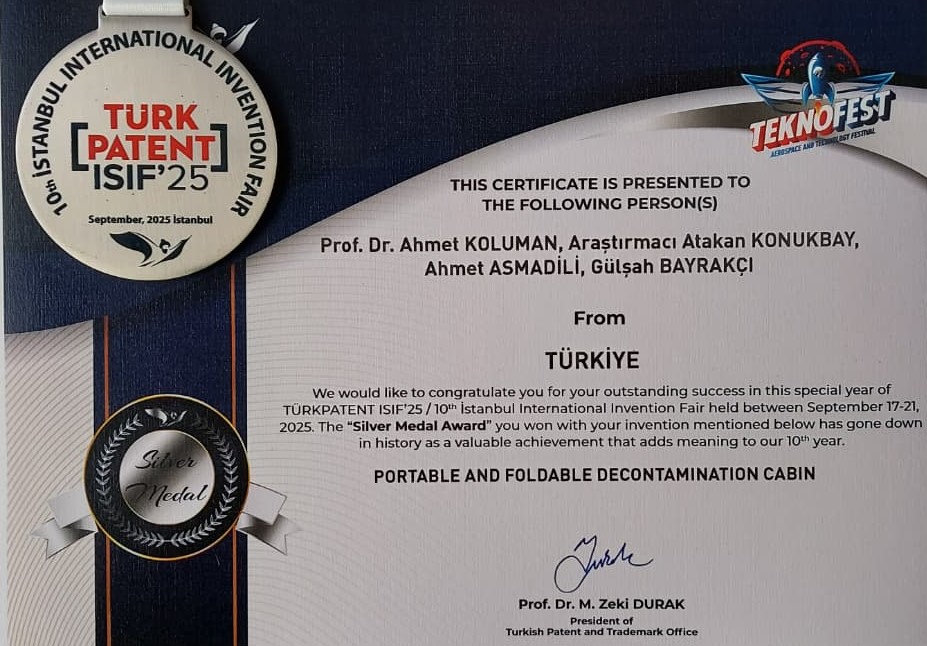 10th İSTANBUL INTERNATIONAL INVENTION FAIR
TURK
PATENT
ISIF'25
September, 2025 İstanbul
TEKNOFEST
AEROSPACE AND TECHNOLOGY FESTIVAL
THIS CERTIFICATE IS PRESENTED TO
THE FOLLOWING PERSON(S)
Prof. Dr. Ahmet KOLUMAN, Araştırmacı Atakan KONUKBAY,
Ahmet ASMADİLİ, Gülşah BAYRAKÇI
From
TÜRKİYE
We would like to congratulate you for your outstanding success in this special year of
TÜRKPATENT ISIF'25 / 10th İstanbul International Invention Fair held between September 17-21,
2025. The “Silver Medal Award” you won with your invention mentioned below has gone down
in history as a valuable achievement that adds meaning to our 10th year.
PORTABLE AND FOLDABLE DECONTAMINATION CABIN
Silver
Medal
Prof. Dr. M. Zeki DURAK
President of
Turkish Patent and Trademark Office